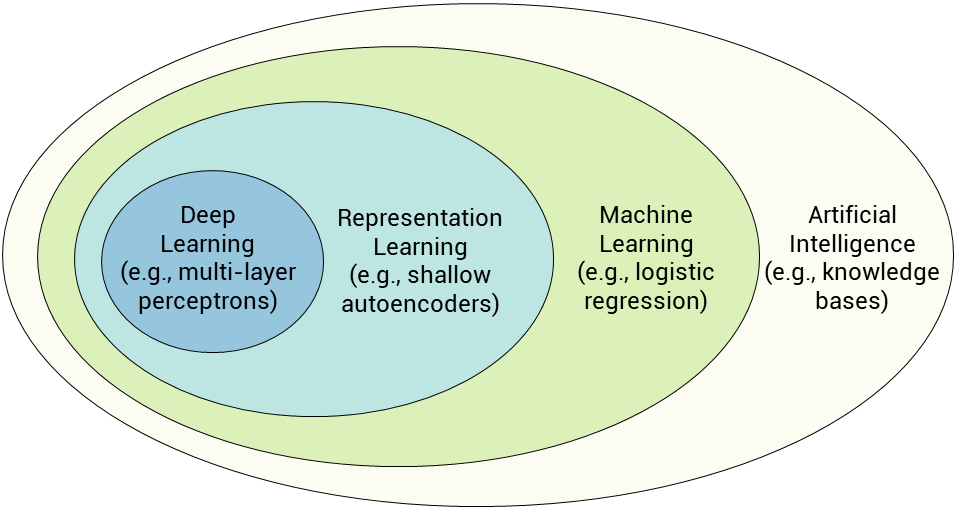 Deep
Learning
(e.g., multi-layer
perceptrons)
Representation
Learning
(e.g., shallow
autoencoders)
Machine
Learning
(e.g., logistic
regression)
Artificial
Intelligence
(e.g., knowledge
bases)